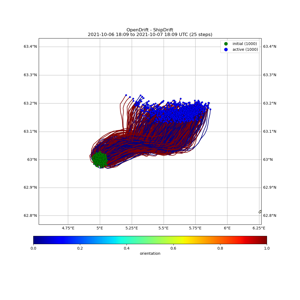 OpenDrift - ShipDrift
2021-10-06 18:09 to 2021-10-07 18:09 UTC (25 steps)
63.4°N 63.4°N
initial (1000)
active (1000)
63.3°N 63.3°N
63.2°N 63.2°N
63.1°N 63.1°N
63°N 63°N
62.9°N 62.9°N
62.8°N 62.8°N
4.75°E 5°E 5.25°E 5.5°E 5.75°E 6°E 6.25°E
0.0 0.2 0.4 0.6 0.8 1.0
orientation